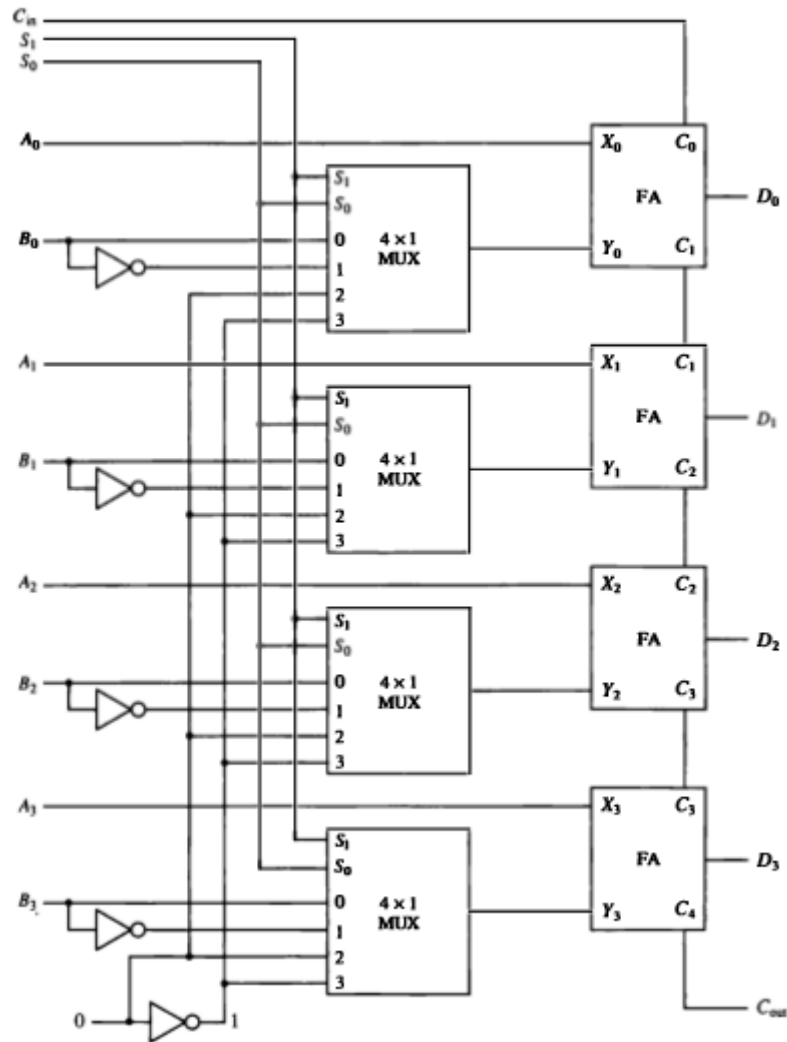 C_in
S_1
S_0
A_0 X_0 C_0
S_1
S_0 FA D_0
B_0 0 4 × 1 Y_0 C_1
1 MUX
2
3
A_1 X_1 C_1
S_1
S_0 FA D_1
B_1 0 4 × 1 Y_1 C_2
1 MUX
2
3
A_2 X_2 C_2
S_1
S_0 FA D_2
B_2 0 4 × 1 Y_2 C_3
1 MUX
2
3
A_3 X_3 C_3
S_1
S_0 FA D_3
B_3 0 4 × 1 Y_3 C_4
1 MUX
2
3
0 1 C_out